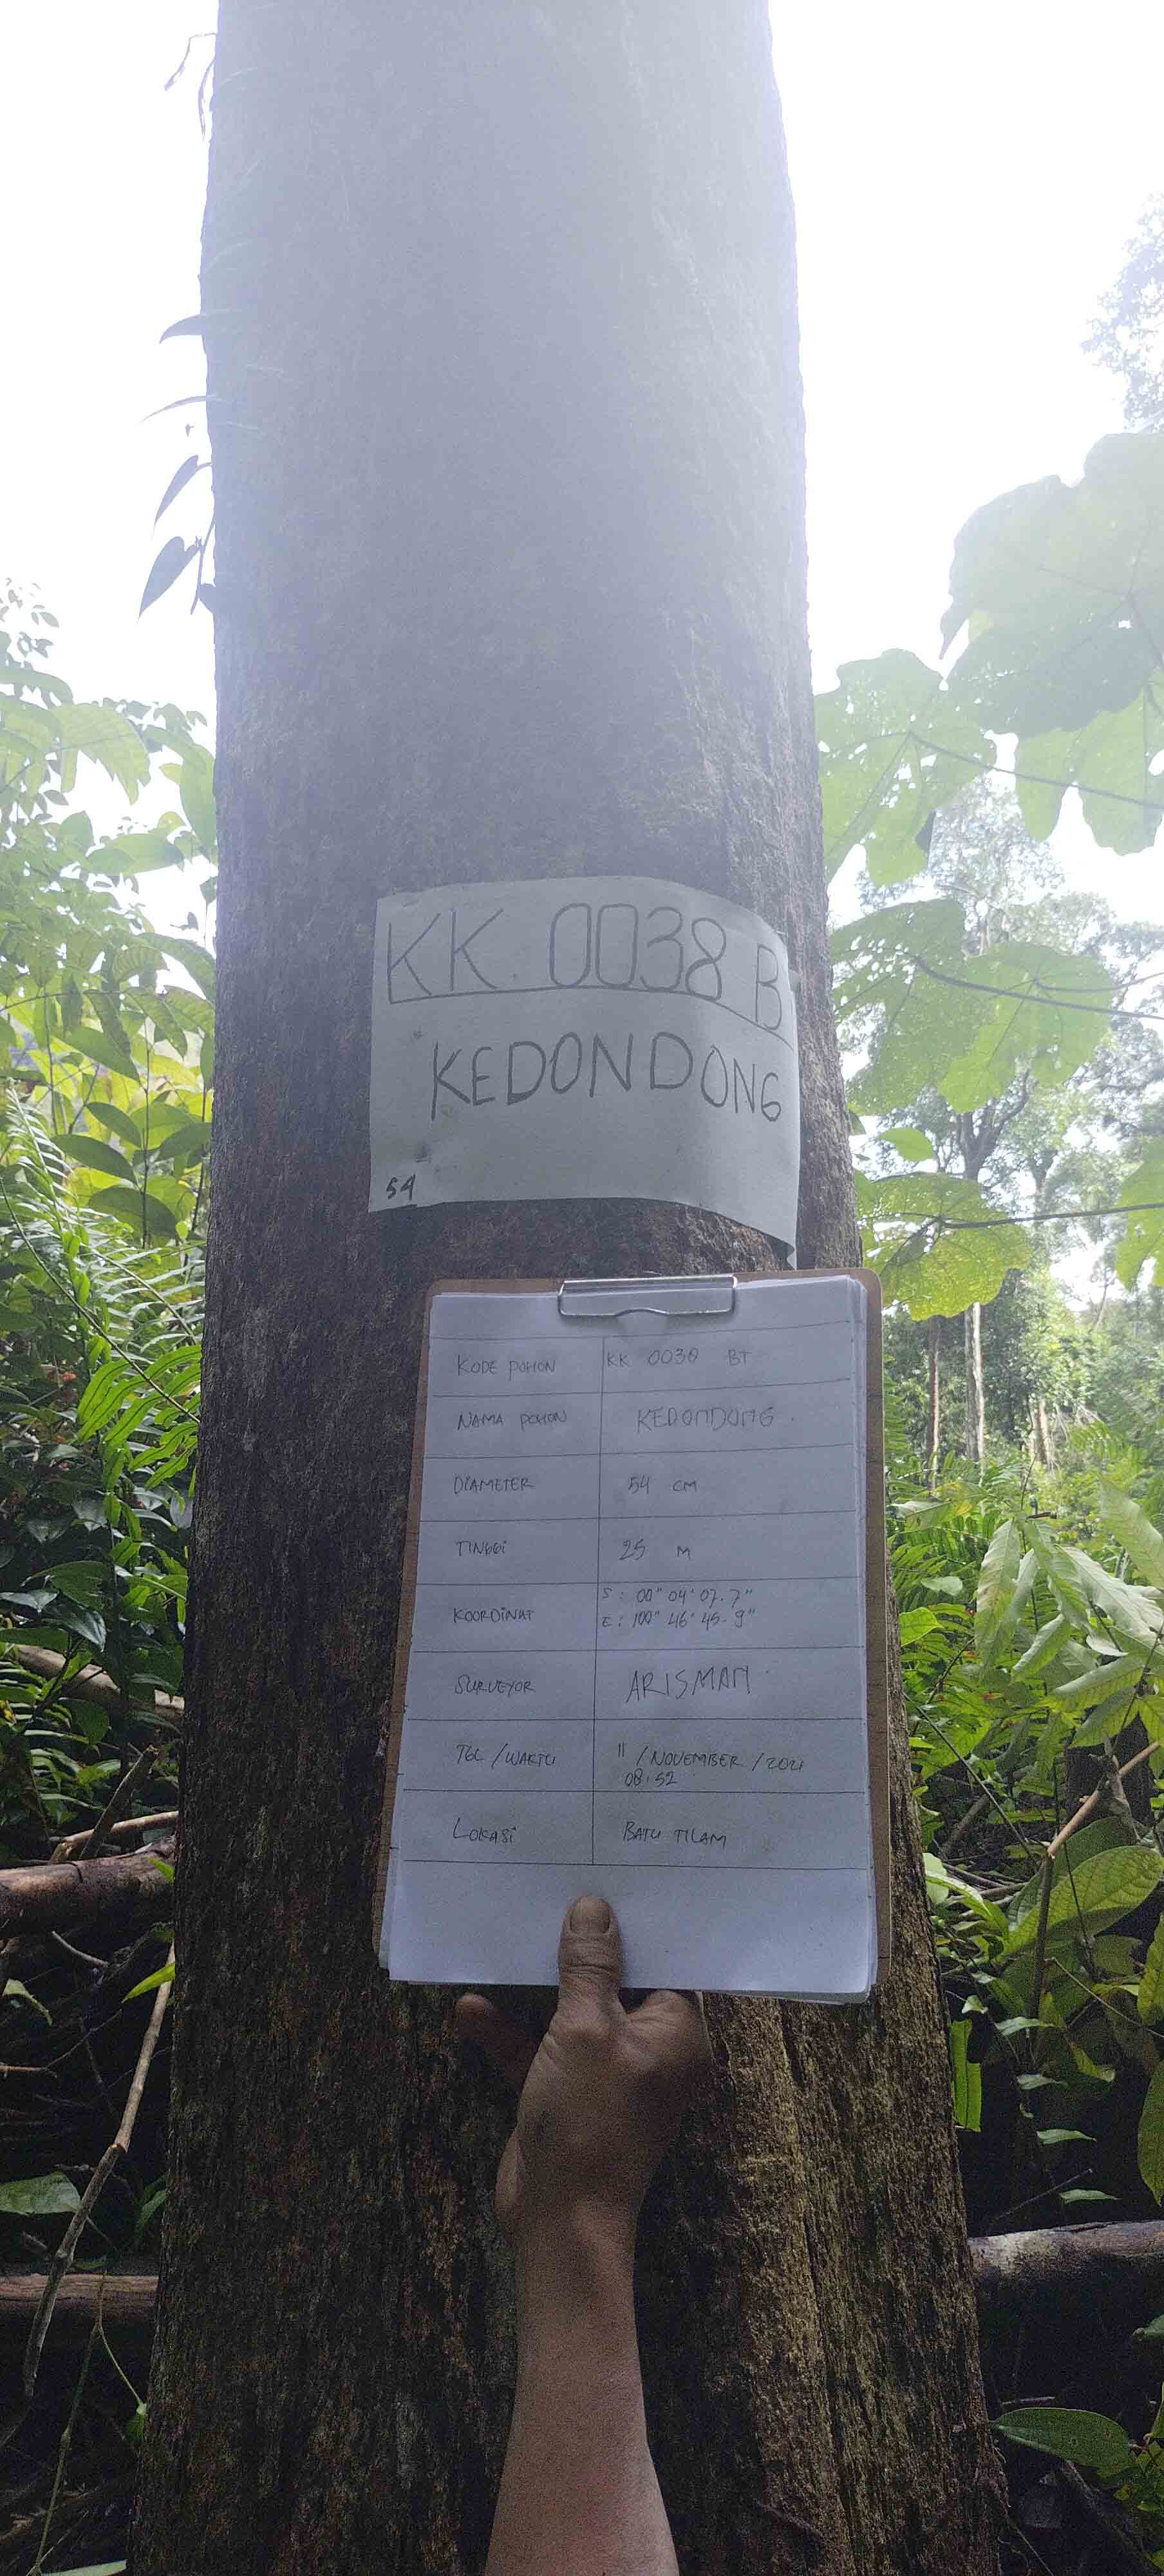 KK 0038 B
KEDONDONG
54
KODE POHON KK 0038 BT
NAMA POHON KEDONDONG
DIAMETER 54 CM
TINGGI 25 M
KOORDINAT S : 00° 04' 07.7"
E : 100° 46' 45.9"
SURVEYOR ARISMAN
TGL / WAKTU 11 / NOVEMBER / 2021
08.52
LOKASI BATU TILAM